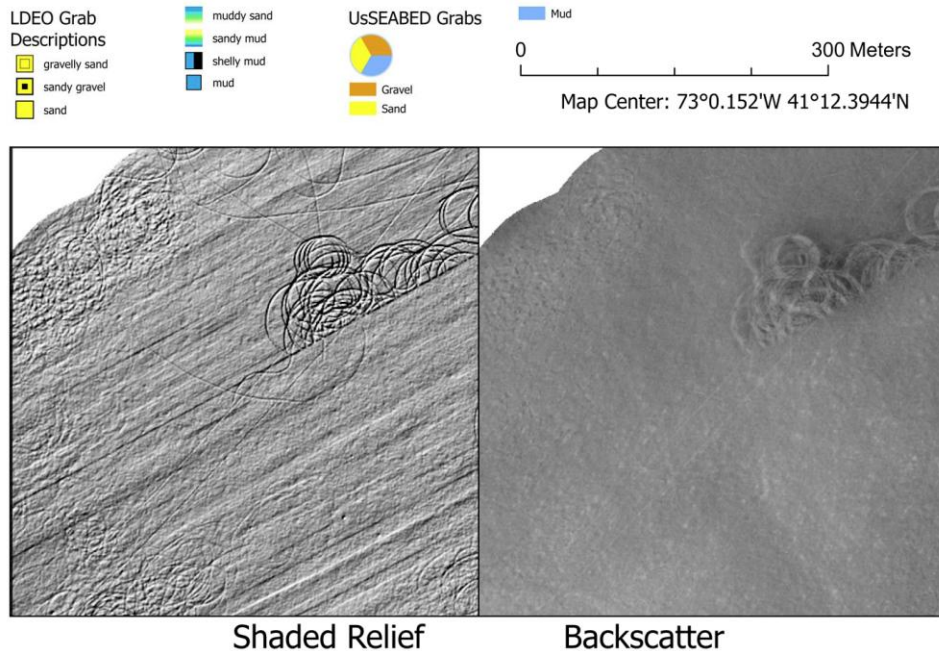 LDEO Grab
Descriptions
gravelly sand
sandy gravel
sand
muddy sand
sandy mud
shelly mud
mud
UsSEABED Grabs
Gravel
Sand
Mud
0
300 Meters
Map Center: 73°0.152'W 41°12.3944'N
Shaded Relief
Backscatter